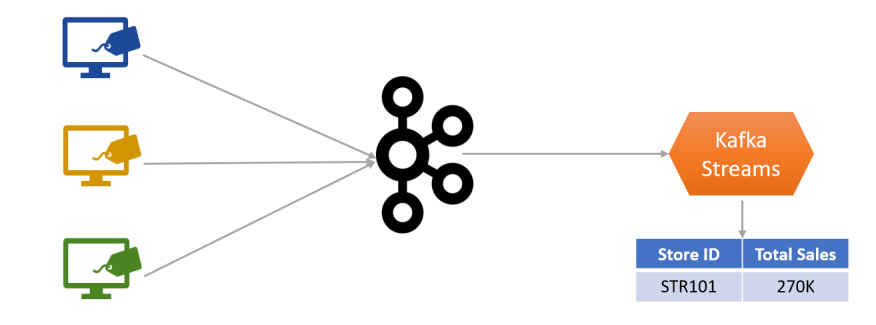 Kafka
Streams
Store ID Total Sales
STR101 270K